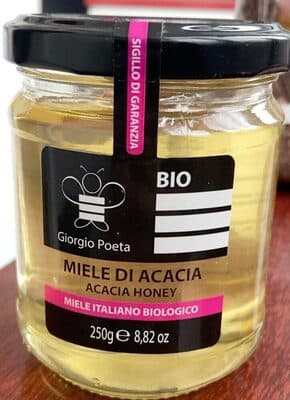 SIGILLO DI GARANZIA
BIO
Giorgio Poeta
MIELE DI ACACIA
ACACIA HONEY
MIELE ITALIANO BIOLOGICO
250g ℮ 8,82 oz